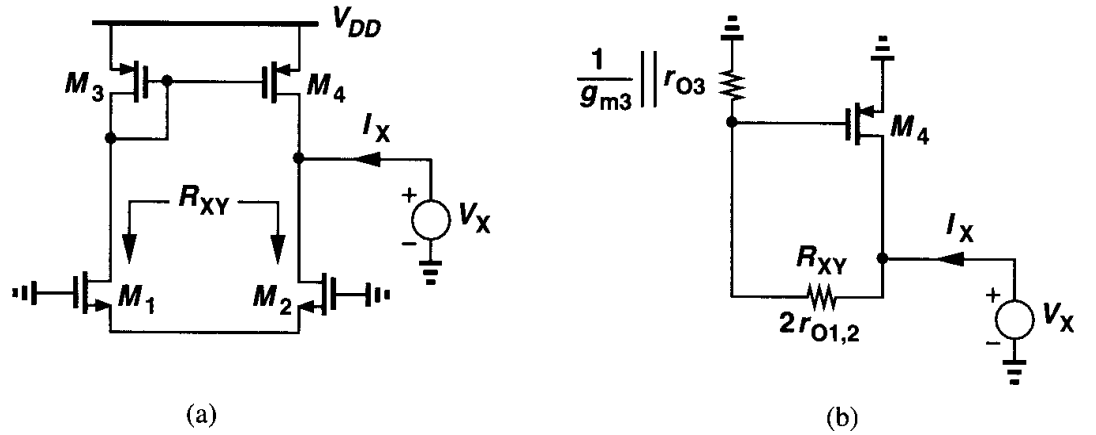 V_DD
M_3
M_4
I_X
R_XY
+
V_X
-
M_1
M_2
(a)
1/g_m3 || r_O3
M_4
I_X
R_XY
2r_O1,2
+
V_X
-
(b)